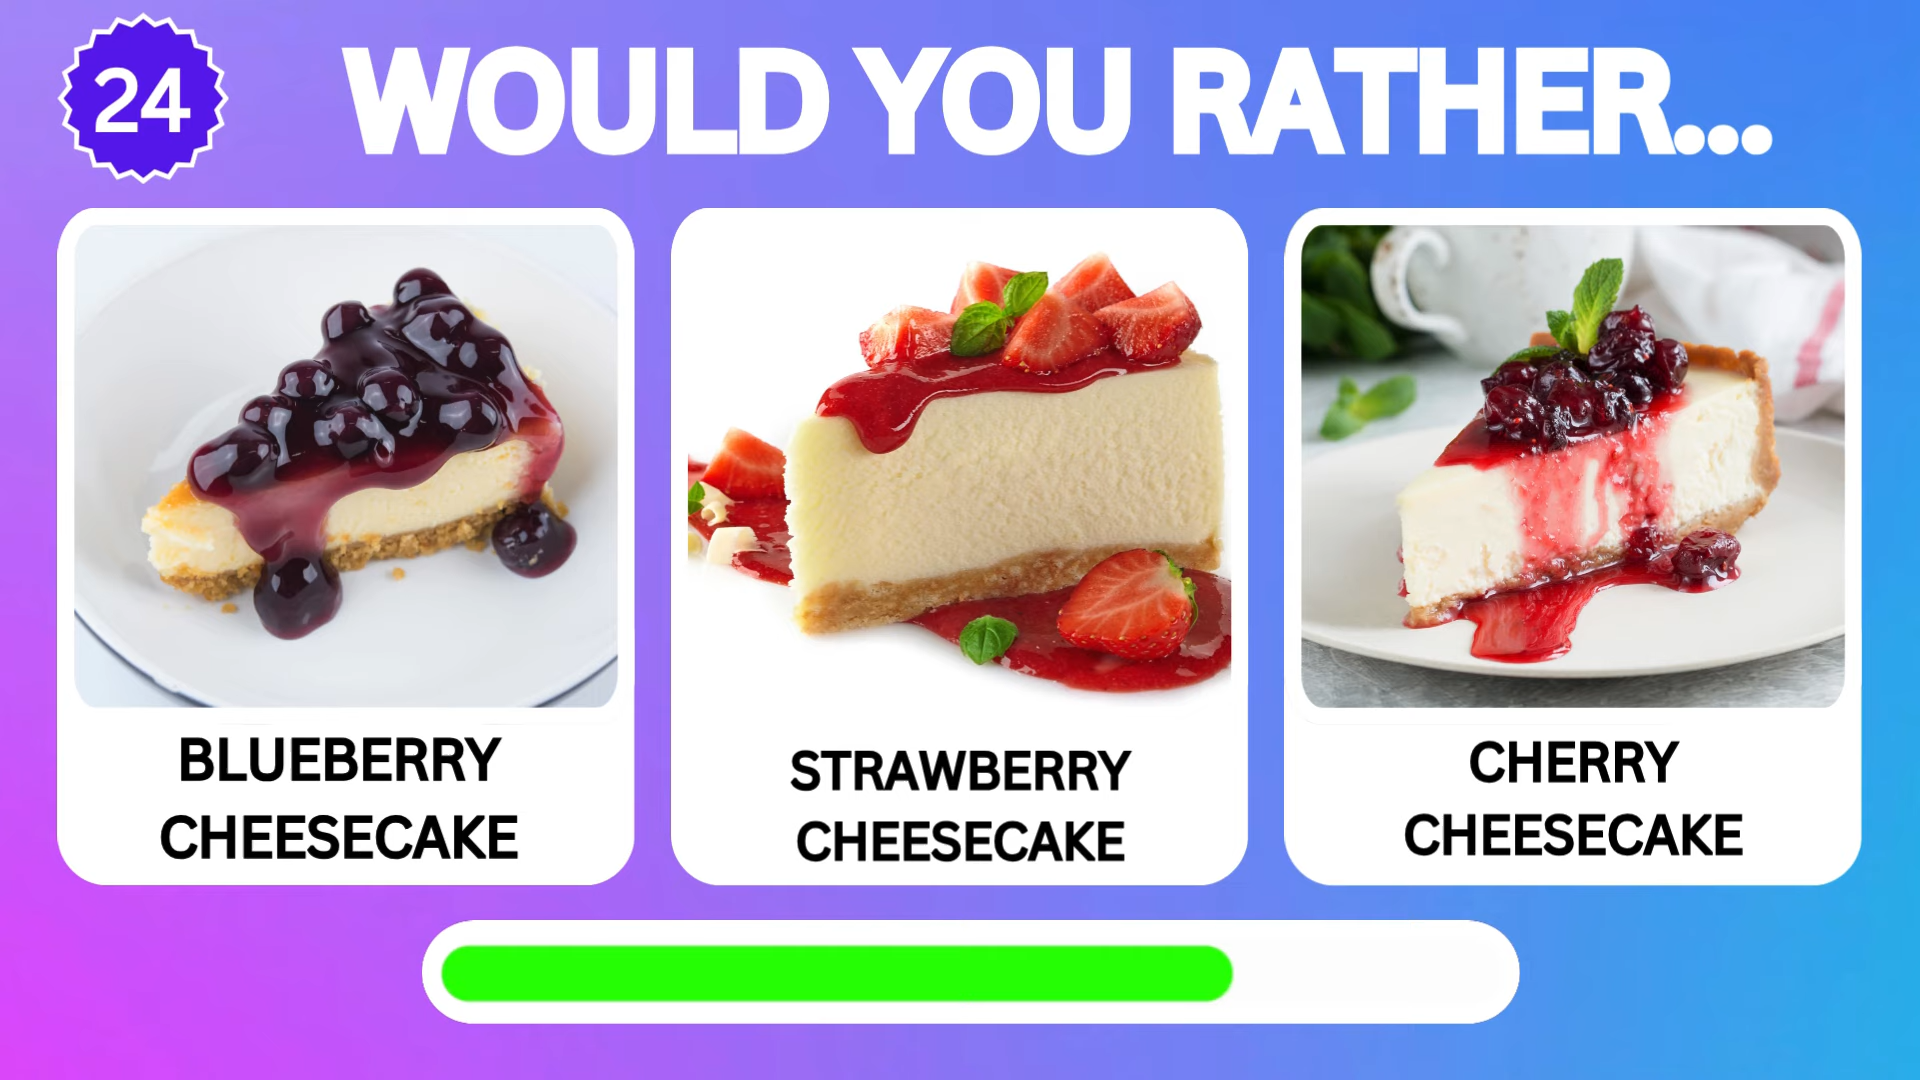 24
WOULD YOU RATHER...
BLUEBERRY
CHEESECAKE
STRAWBERRY
CHEESECAKE
CHERRY
CHEESECAKE